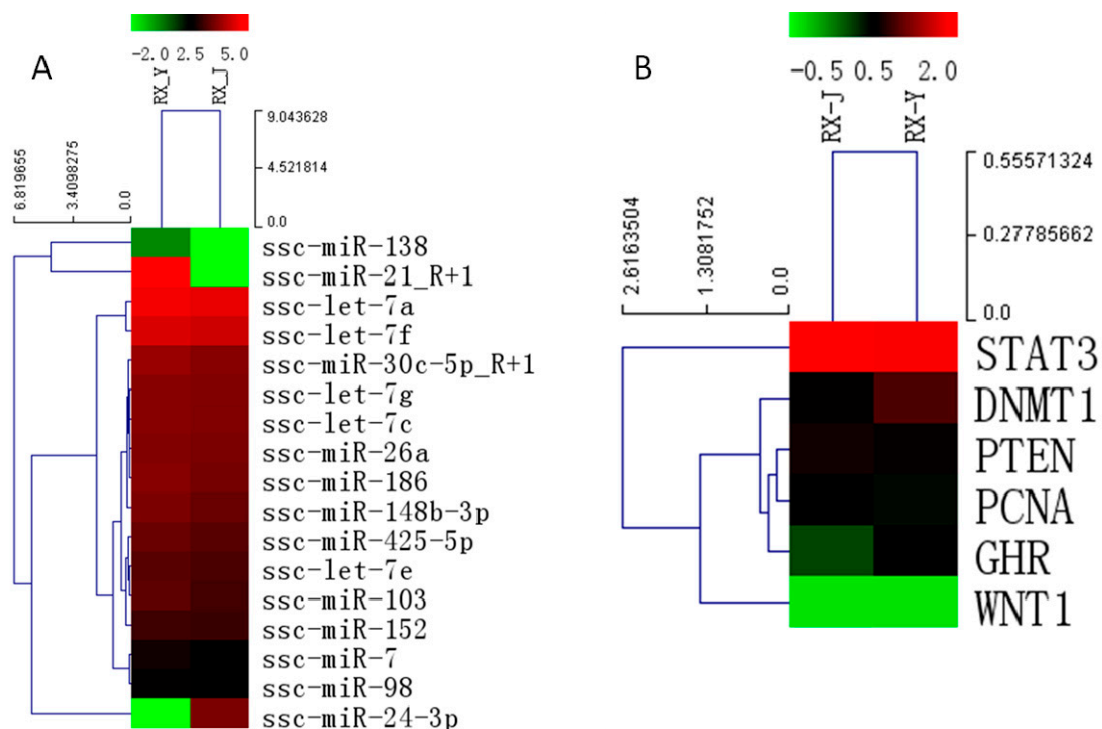 A
-2.0 2.5 5.0
RX_Y
RX_J
9.043628
4.521814
0.0
6.819655
3.4098275
0.0
ssc-miR-138
ssc-miR-21_R+1
ssc-let-7a
ssc-let-7f
ssc-miR-30c-5p_R+1
ssc-let-7g
ssc-let-7c
ssc-miR-26a
ssc-miR-186
ssc-miR-148b-3p
ssc-miR-425-5p
ssc-let-7e
ssc-miR-103
ssc-miR-152
ssc-miR-7
ssc-miR-98
ssc-miR-24-3p
B
-0.5 0.5 2.0
RX-J
RX-Y
0.55571324
0.27785662
0.0
2.6163504
1.3081752
0.0
STAT3
DNMT1
PTEN
PCNA
GHR
WNT1